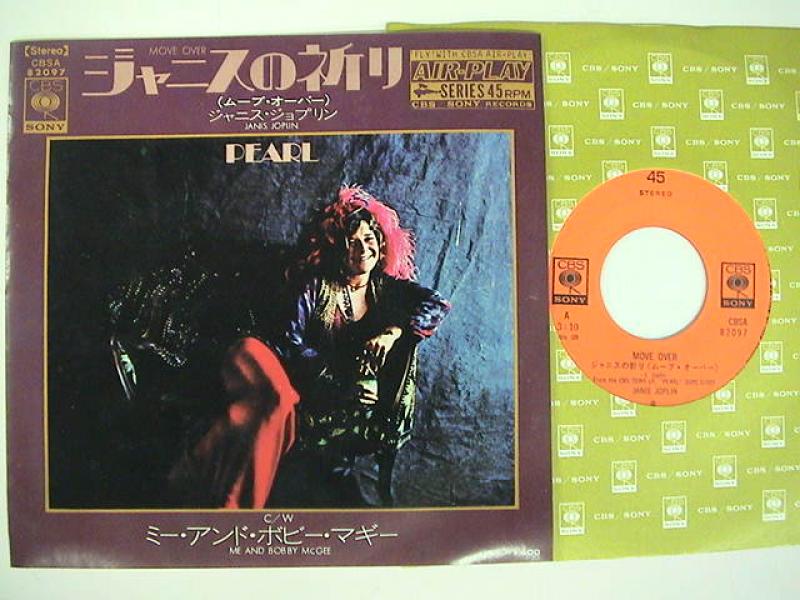 [Stereo]
CBSA
82097
CBS
SONY
MOVE OVER
ジャニスの祈り
(ムーブ・オーバー)
ジャニス・ジョプリン
JANIS JOPLIN
FLY! WITH CBSA AIR-PLAY
AIR-PLAY
SERIES 45 RPM
CBS/SONY RECORDS
PEARL
C/W
ミー・アンド・ボビー・マギー
ME AND BOBBY McGEE
45
STEREO
CBS
SONY
CBS
SONY
A
3:10
CBSA
82097
MOVE OVER
ジャニスの祈り(ムーブ・オーバー)
JANIS JOPLIN
CBS/SONY